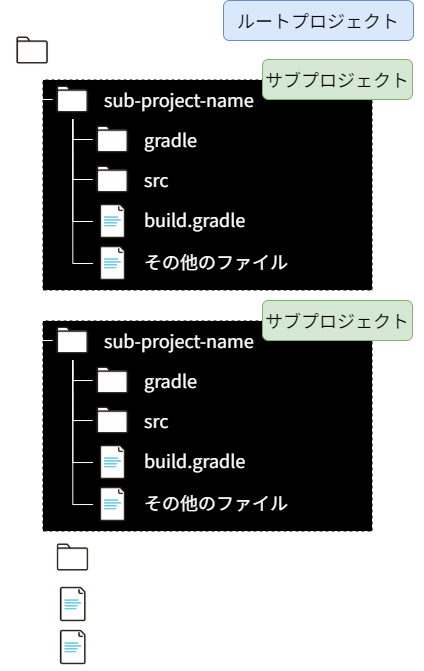 ルートプロジェクト
サブプロジェクト
sub-project-name
gradle
src
build.gradle
その他のファイル
サブプロジェクト
sub-project-name
gradle
src
build.gradle
その他のファイル